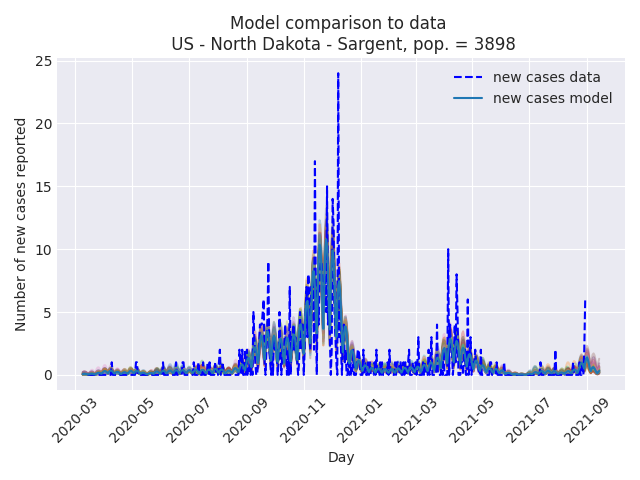 Model comparison to data
US - North Dakota - Sargent, pop. = 3898
new cases data
new cases model
Number of new cases reported
25
20
15
10
5
0
2020-03
2020-05
2020-07
2020-09
2020-11
2021-01
2021-03
2021-05
2021-07
2021-09
Day